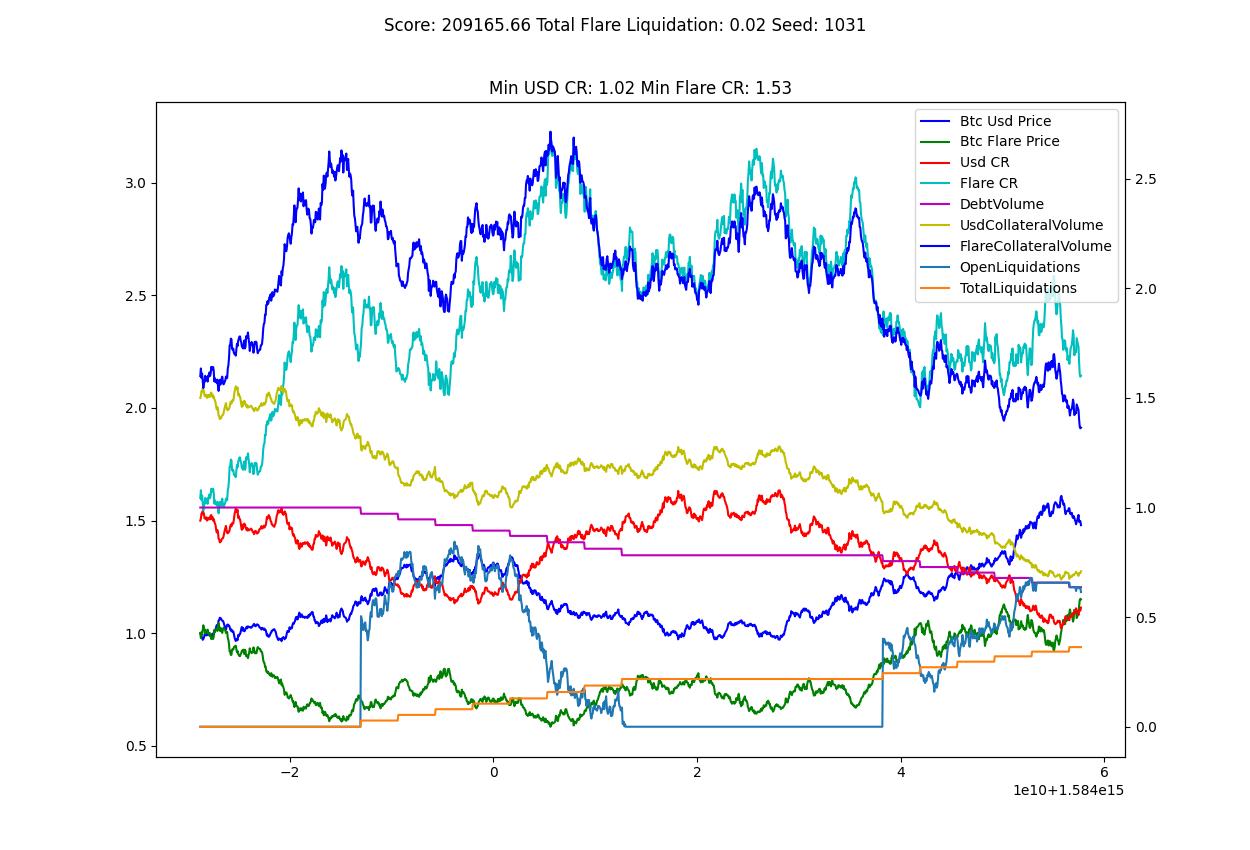 Score: 209165.66 Total Flare Liquidation: 0.02 Seed: 1031
Min USD CR: 1.02 Min Flare CR: 1.53
Btc Usd Price
Btc Flare Price
Usd CR
Flare CR
DebtVolume
UsdCollateralVolume
FlareCollateralVolume
OpenLiquidations
TotalLiquidations
3.0
2.5
2.0
1.5
1.0
0.5
2.5
2.0
1.5
1.0
0.5
0.0
−2 0 2 4 6
1e10+1.584e15